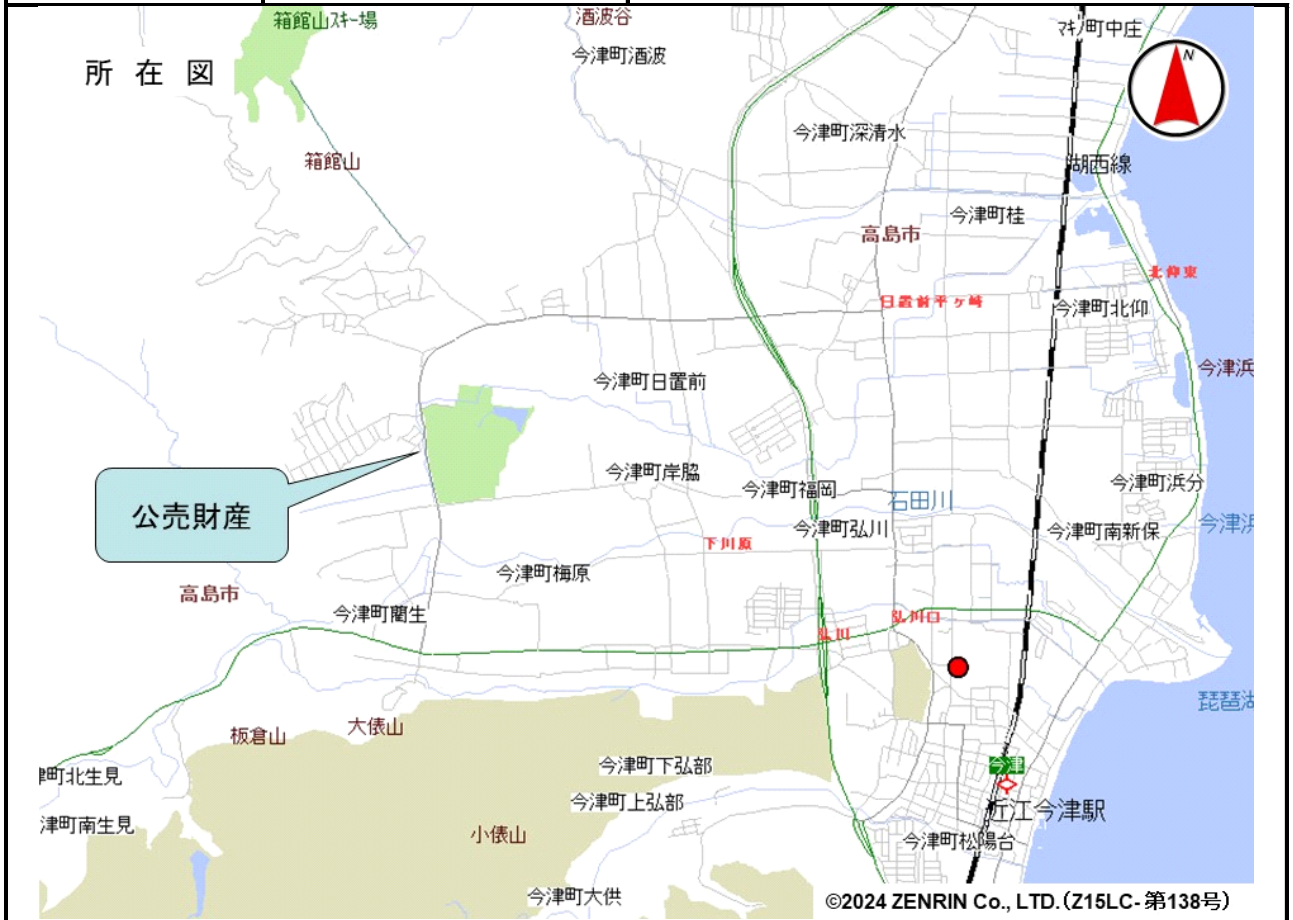 箱館山スキー場
酒波谷
マキノ町中庄
今津町酒波
所在図
N
今津町深清水
箱館山
湖西線
今津町桂
高島市
北仰東
日置前平ヶ崎
今津町北仰
今津浜
今津町日置前
今津町岸脇
今津町福岡
今津町浜分
石田川
公売財産
今津町弘川
今津町南新保
今津浜
下川原
今津町梅原
高島市
今津町藺生
弘川口
弘川
琵琶湖
大俵山
板倉山
今津町下弘部
今津
津町北生見
今津町上弘部
近江今津駅
津町南生見
小俵山
今津町松陽台
今津町大供
©2024 ZENRIN Co., LTD.(Z15LC-第138号)